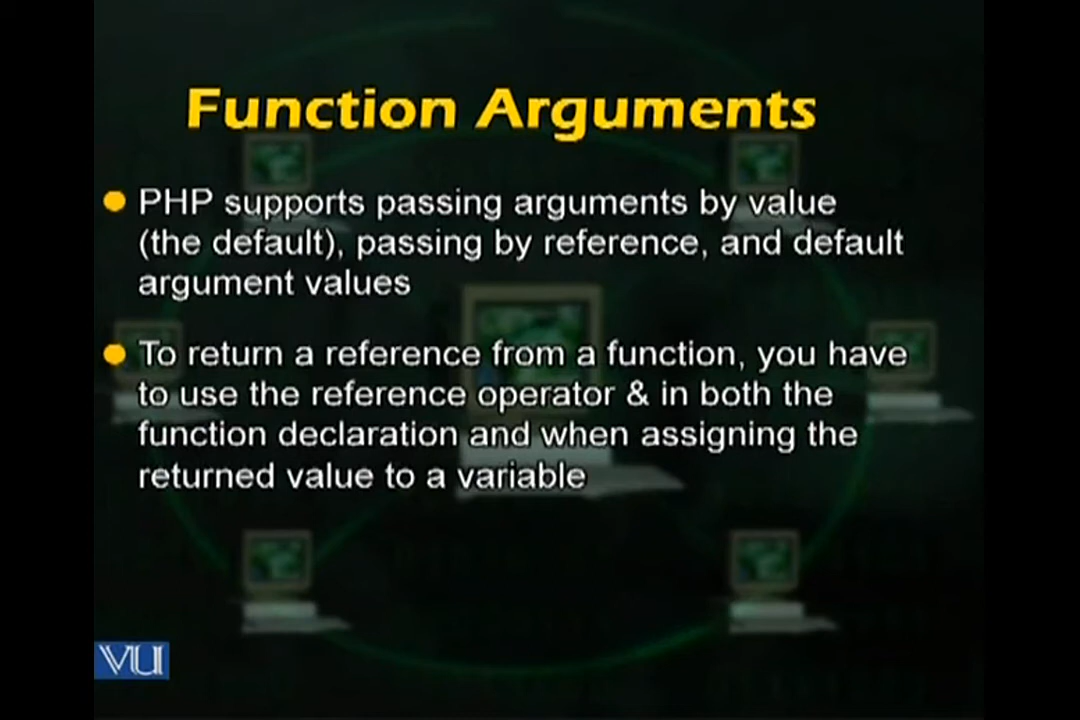 Function Arguments
PHP supports passing arguments by value
(the default), passing by reference, and default
argument values
To return a reference from a function, you have
to use the reference operator & in both the
function declaration and when assigning the
returned value to a variable
VU